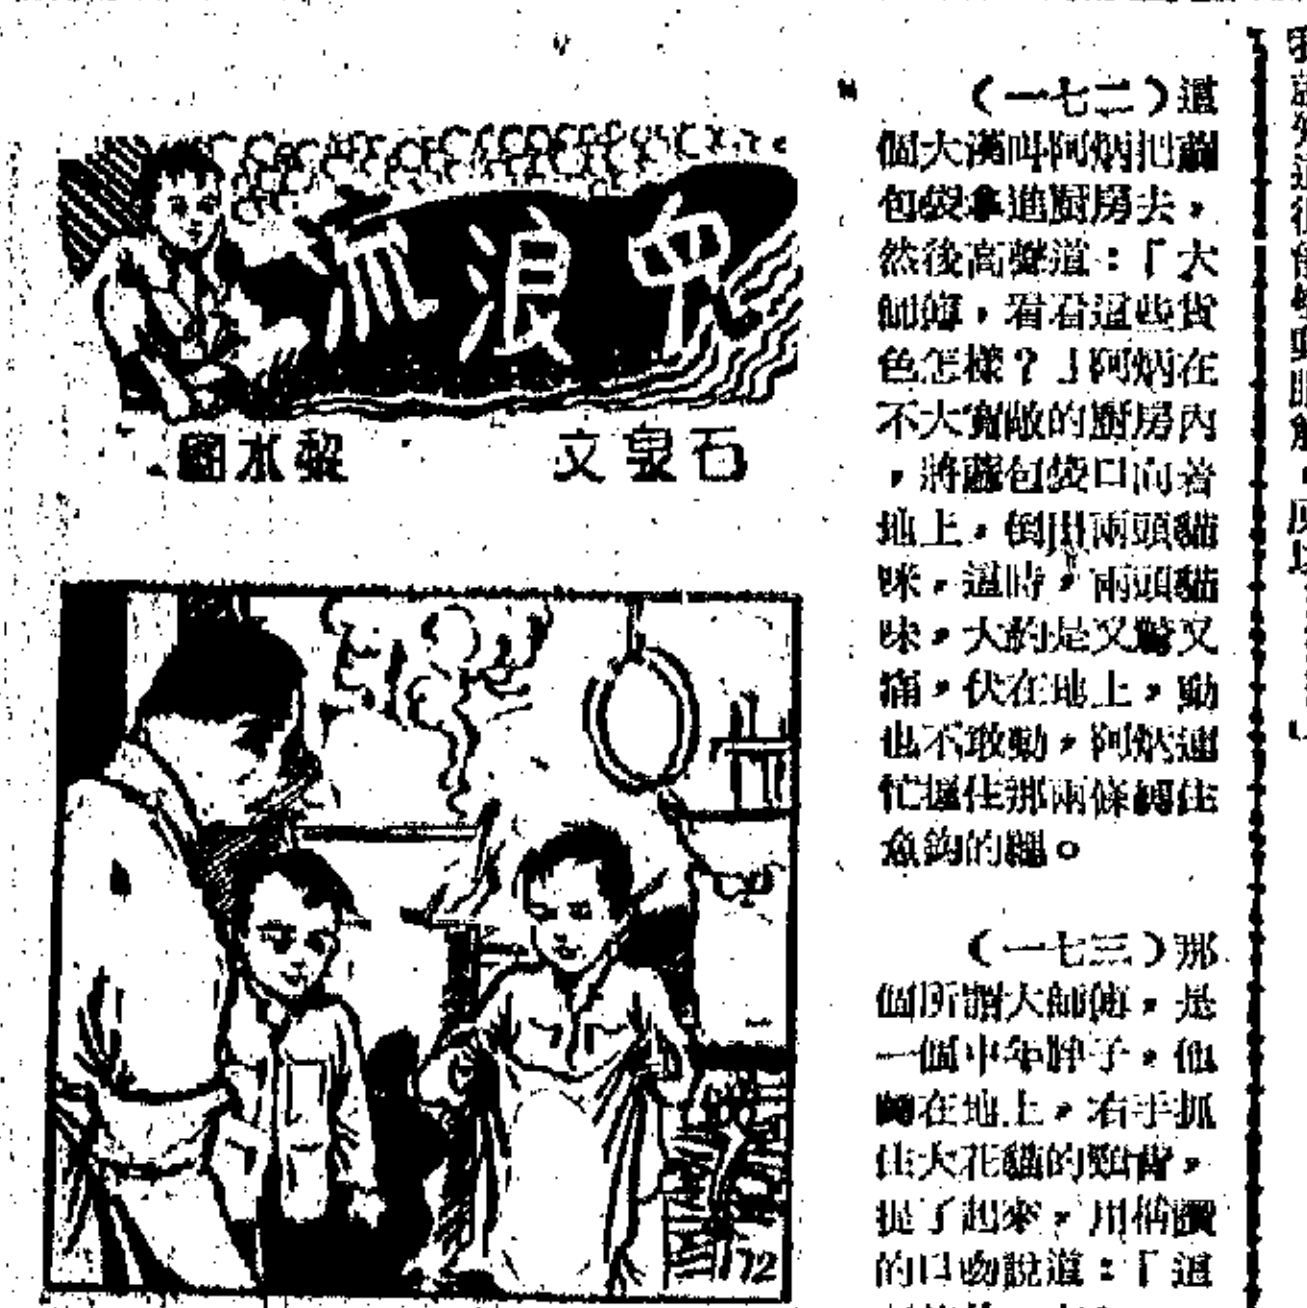 流浪兒
石泉文
黎水圖
（一七二）這
個大漢叫阿炳把蔴
包袋拿進厨房去，
然後高聲道：「大
師傅，看看這些貨
色怎樣？」阿炳在
不大寬敞的厨房內
，將蔴包袋口向着
地上，倒出兩頭貓
咪，這時，兩頭貓
咪，大約是又驚又
痛，伏在地上，動
也不敢動，阿炳連
忙握住那兩條縛住
魚鈎的繩。
（一七三）那
個所謂大師傅，是
一個中年胖子，他
在地上，右手抓
住大花貓的頸背，
提了起來，用稱讚
的口吻說道：「這
72